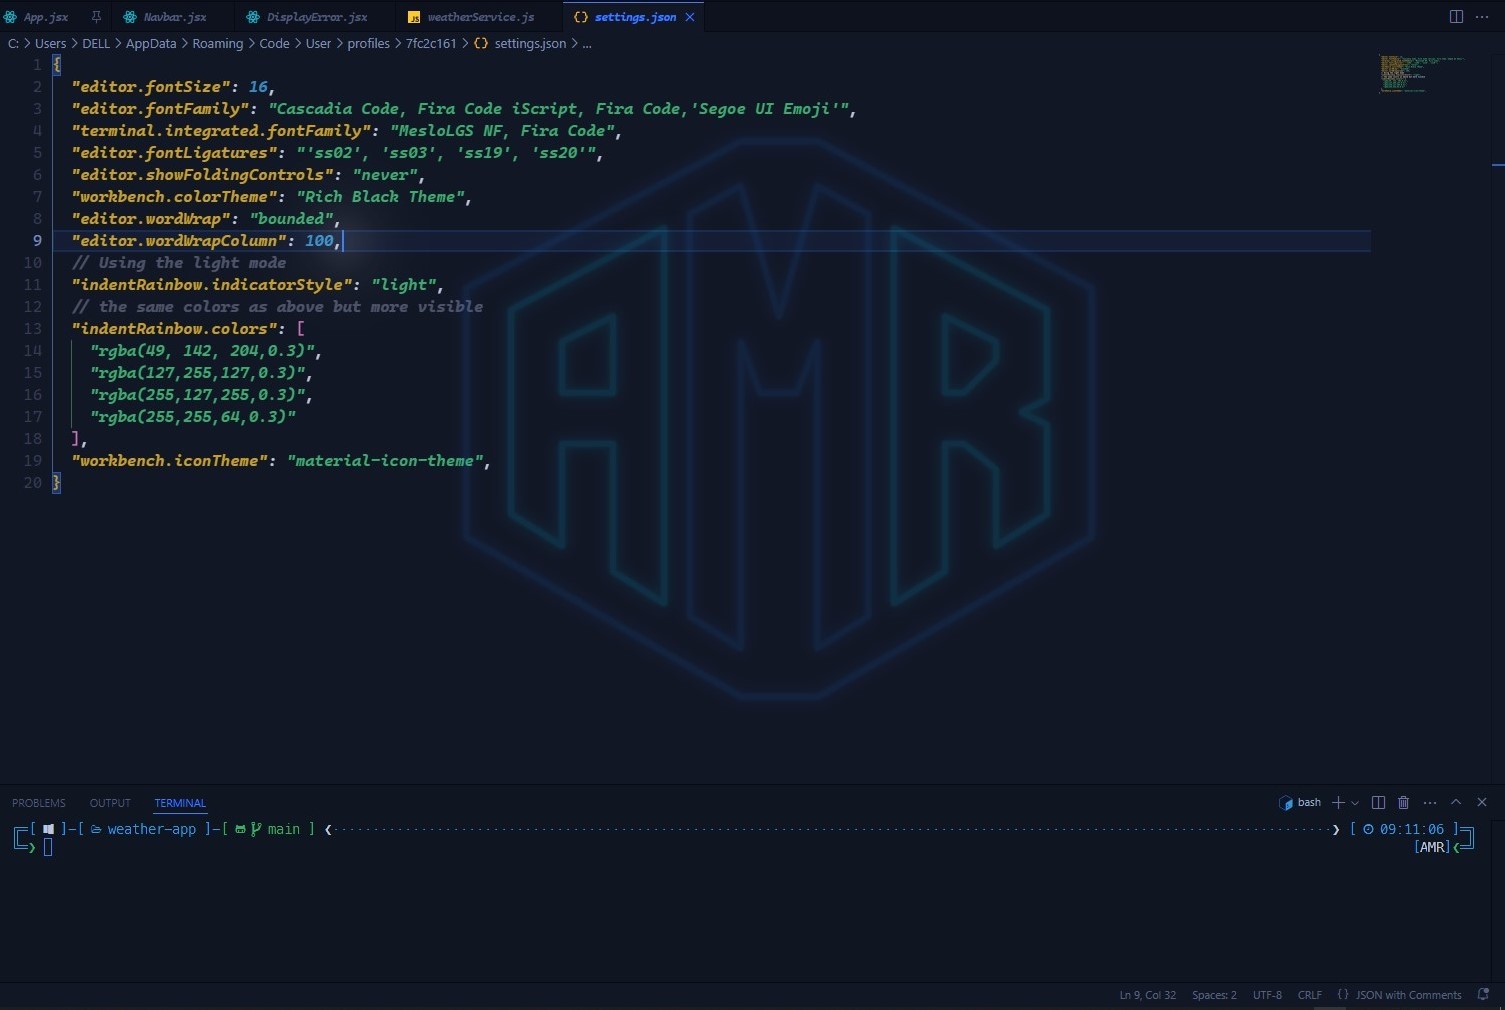 App.jsx Navbar.jsx DisplayError.jsx JS weatherService.js {} settings.json
C: > Users > DELL > AppData > Roaming > Code > User > profiles > 7fc2c161 > {} settings.json > ...
1 {
2 "editor.fontSize": 16,
3 "editor.fontFamily": "Cascadia Code, Fira Code iScript, Fira Code,'Segoe UI Emoji'",
4 "terminal.integrated.fontFamily": "MesloLGS NF, Fira Code",
5 "editor.fontLigatures": "'ss02', 'ss03', 'ss19', 'ss20'",
6 "editor.showFoldingControls": "never",
7 "workbench.colorTheme": "Rich Black Theme",
8 "editor.wordWrap": "bounded",
9 "editor.wordWrapColumn": 100,
10 // Using the light mode
11 "indentRainbow.indicatorStyle": "light",
12 // the same colors as above but more visible
13 "indentRainbow.colors": [
14 "rgba(49, 142, 204,0.3)",
15 "rgba(127,255,127,0.3)",
16 "rgba(255,127,255,0.3)",
17 "rgba(255,255,64,0.3)"
18 ],
19 "workbench.iconTheme": "material-icon-theme",
20 }
AMR
PROBLEMS OUTPUT TERMINAL bash
[ ]-[ weather-app ]-[ main ] [ 09:11:06 ]
[AMR]
Ln 9, Col 32 Spaces: 2 UTF-8 CRLF {} JSON with Comments